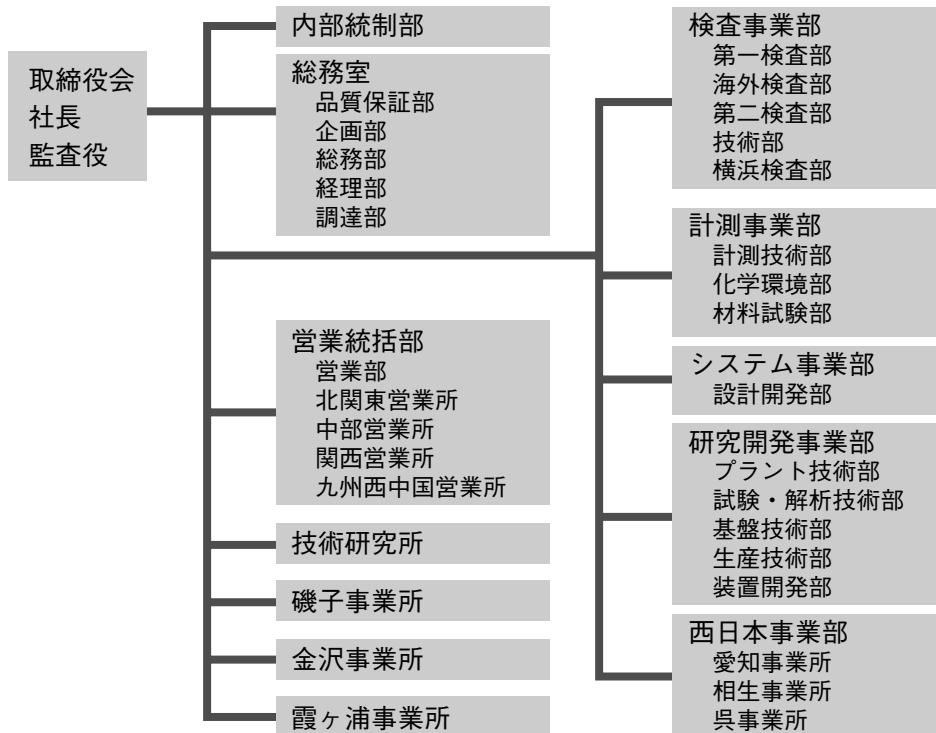 取締役会
社長
監査役
内部統制部
総務室
品質保証部
企画部
総務部
経理部
調達部
営業統括部
営業部
北関東営業所
中部営業所
関西営業所
九州西中国営業所
技術研究所
磯子事業所
金沢事業所
霞ヶ浦事業所
検査事業部
第一検査部
海外検査部
第二検査部
技術部
横浜検査部
計測事業部
計測技術部
化学環境部
材料試験部
システム事業部
設計開発部
研究開発事業部
プラント技術部
試験・解析技術部
基盤技術部
生産技術部
装置開発部
西日本事業部
愛知事業所
相生事業所
呉事業所